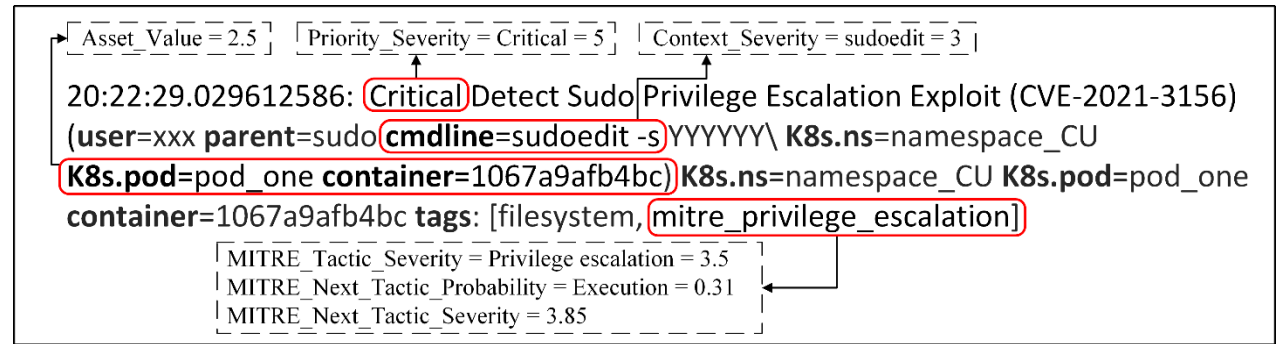 Asset_Value = 2.5 Priority_Severity = Critical = 5 Context_Severity = sudoedit = 3
20:22:29.029612586: Critical Detect Sudo Privilege Escalation Exploit (CVE-2021-3156)
(user=xxx parent=sudo cmdline=sudoedit -s YYYYYY\ K8s.ns=namespace_CU
K8s.pod=pod_one container=1067a9afb4bc) K8s.ns=namespace_CU K8s.pod=pod_one
container=1067a9afb4bc tags: [filesystem, mitre_privilege_escalation]
MITRE_Tactic_Severity = Privilege escalation = 3.5
MITRE_Next_Tactic_Probability = Execution = 0.31
MITRE_Next_Tactic_Severity = 3.85